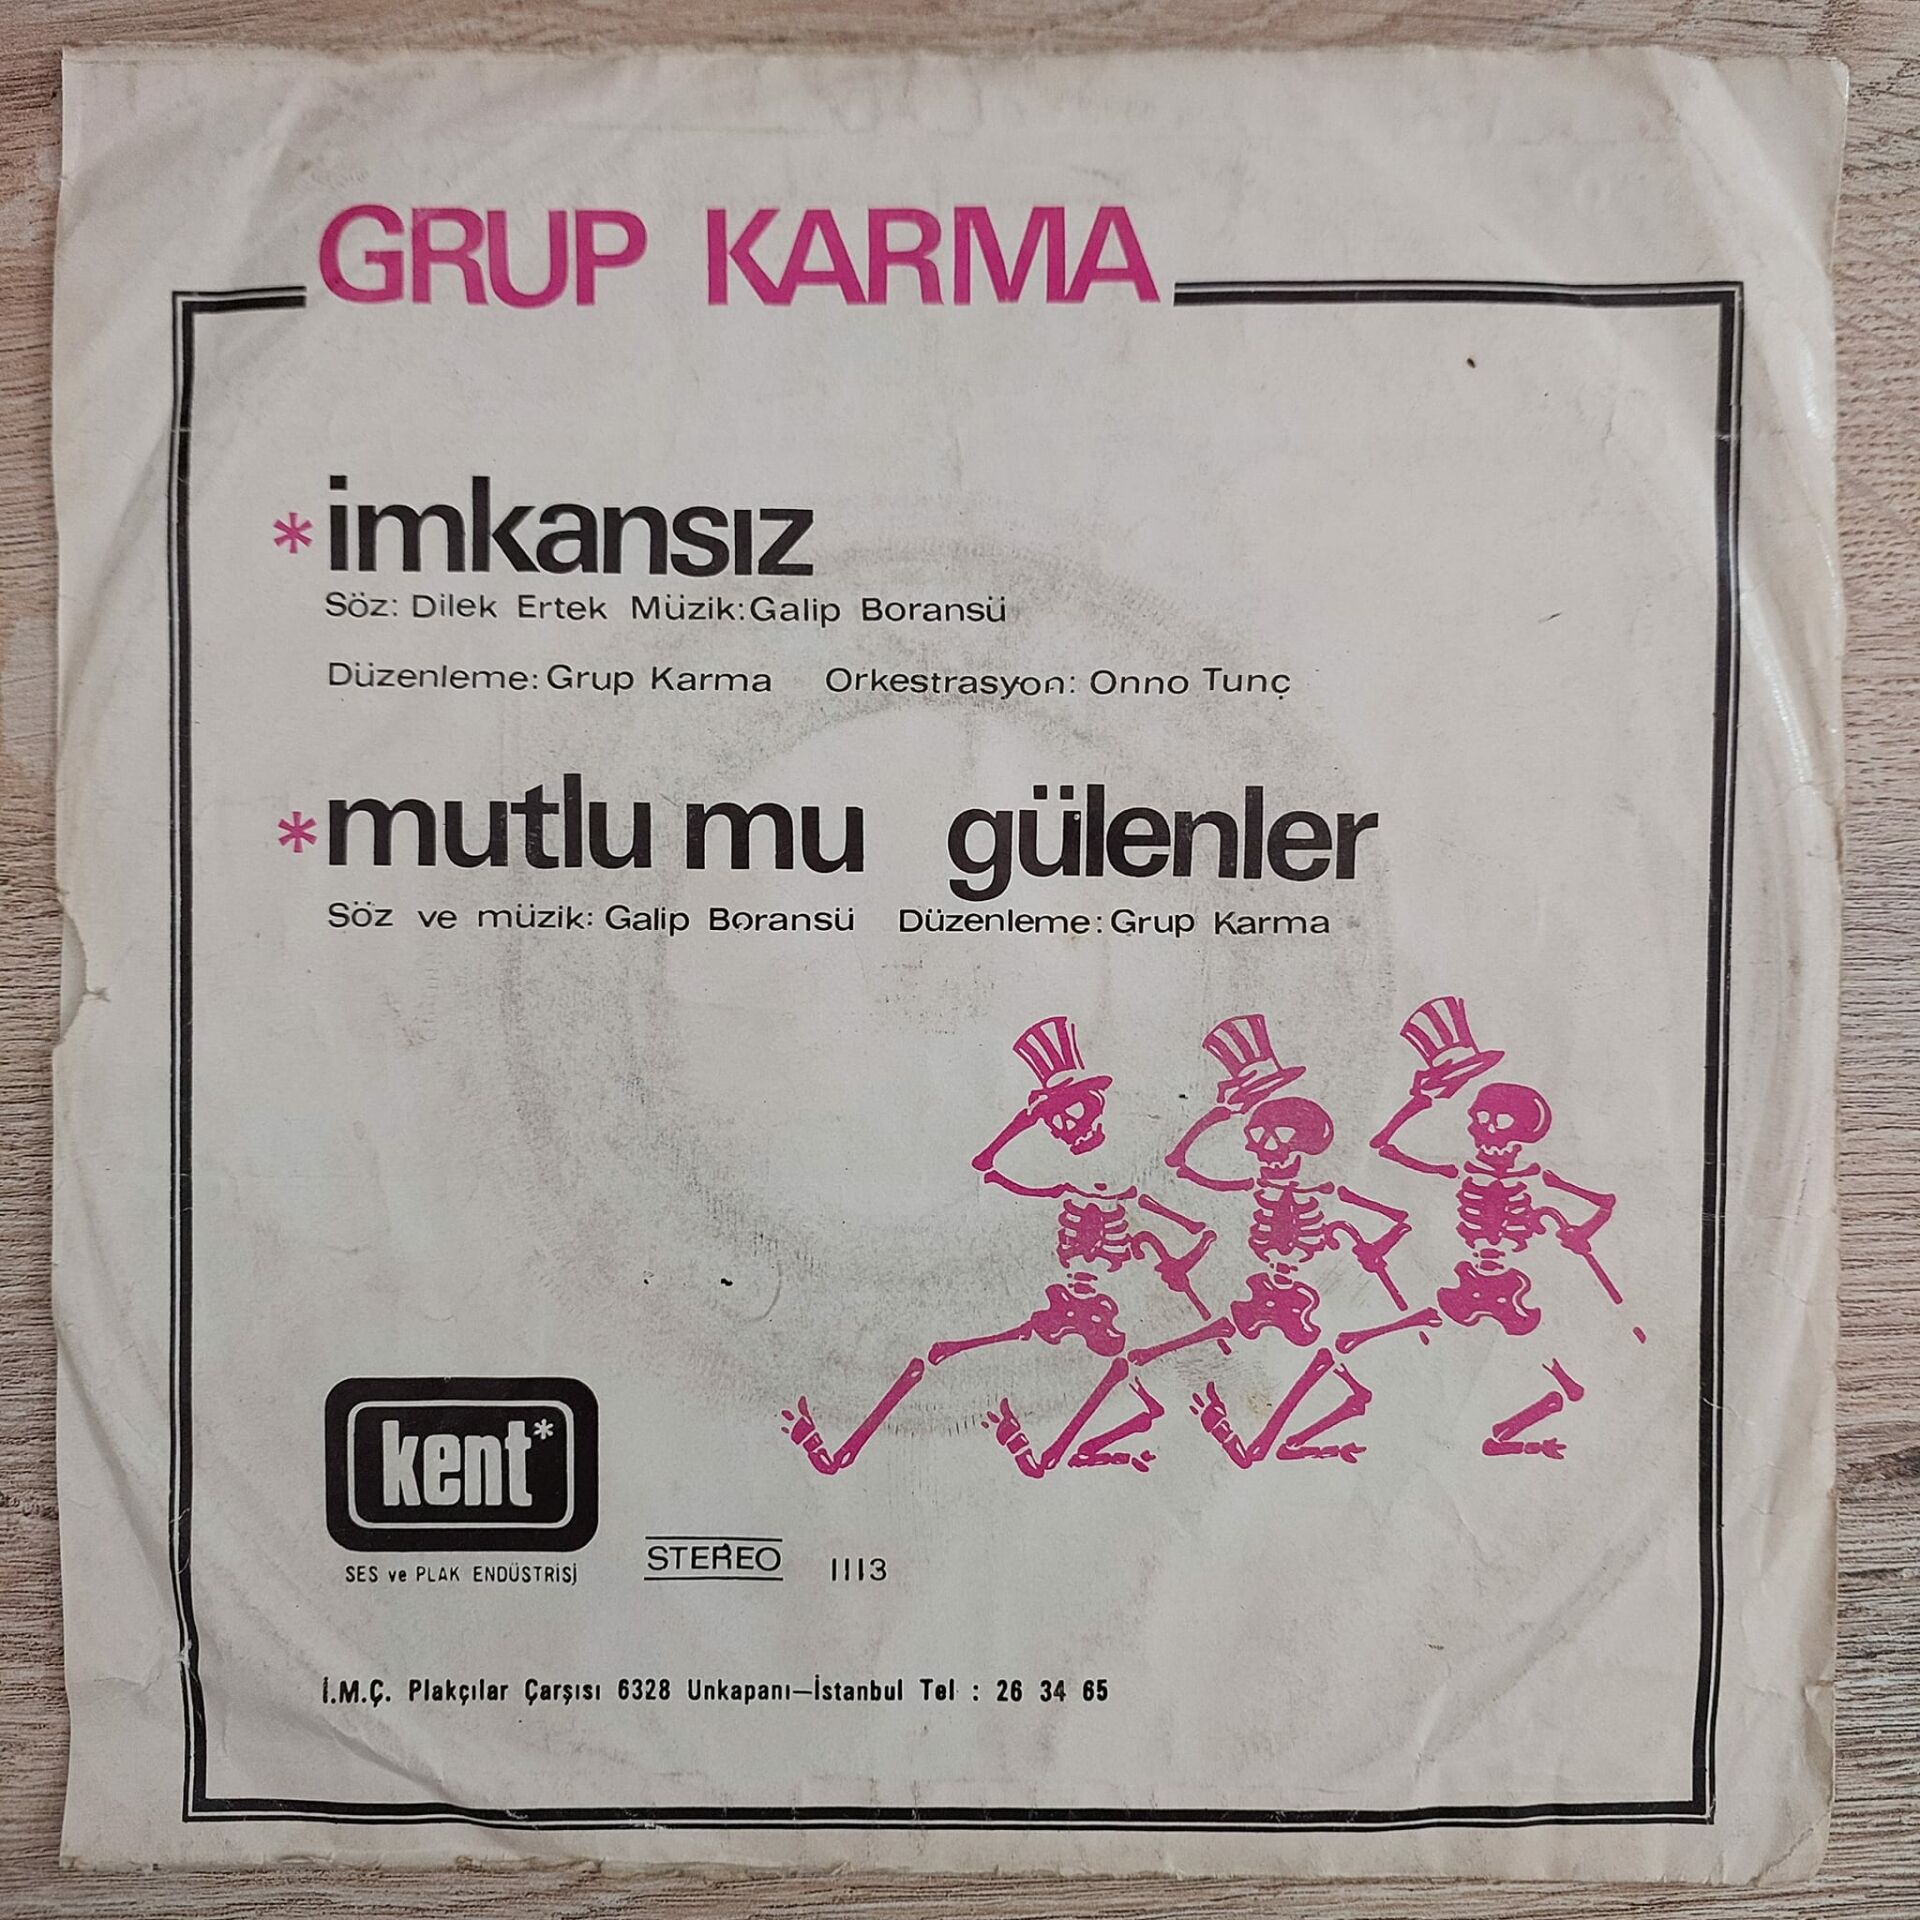 GRUP KARMA
*imkansız
Söz: Dilek Ertek Müzik:Galip Boransü
Düzenleme: Grup Karma Orkestrasyon: Onno Tunç
*mutlu mu gülenler
Söz ve müzik: Galip Boransü Düzenleme: Grup Karma
kent*
SES ve PLAK ENDÜSTRİSİ
STEREO 1113
İ.M.Ç. Plakçılar Çarşısı 6328 Unkapanı—İstanbul Tel : 26 34 65